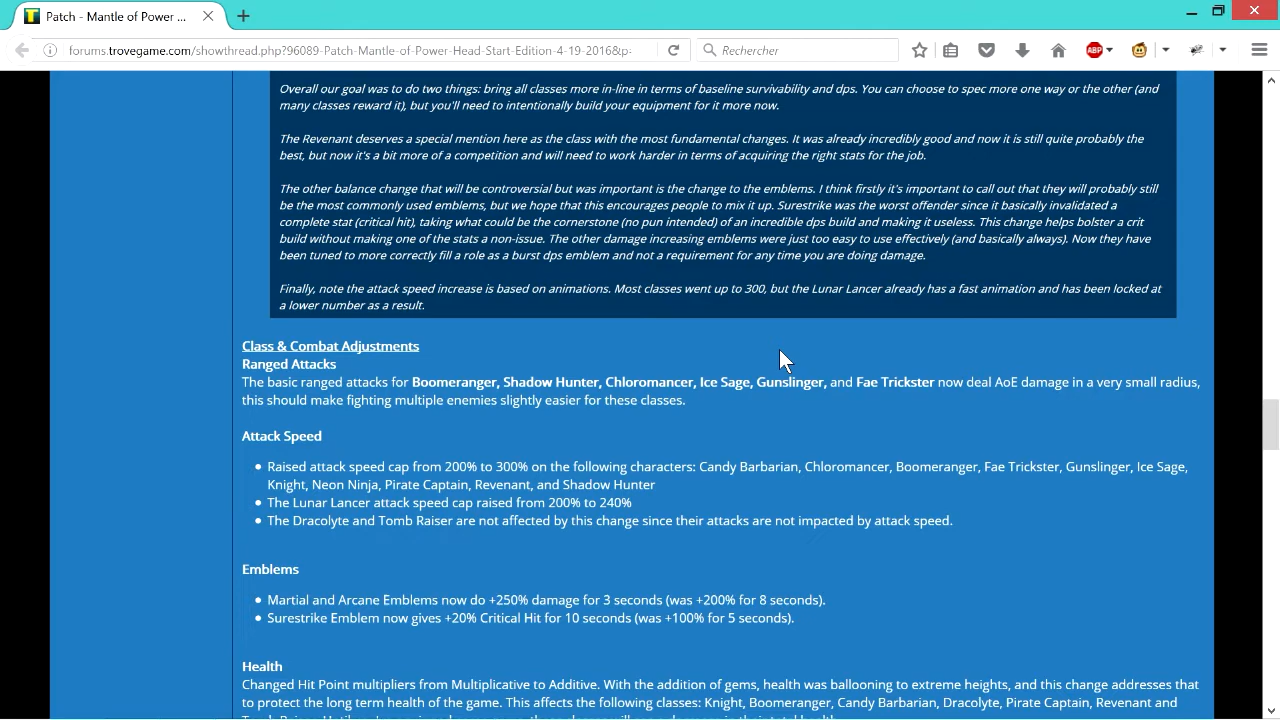 Patch - Mantle of Power ...
forums.trovegame.com/showthread.php?96089-Patch-Mantle-of-Power-Head-Start-Edition-4-19-2016&p=
Rechercher
ABP
Overall our goal was to do two things: bring all classes more in-line in terms of baseline survivability and dps. You can choose to spec more one way or the other (and
many classes reward it), but you'll need to intentionally build your equipment for it more now.
The Revenant deserves a special mention here as the class with the most fundamental changes. It was already incredibly good and now it is still quite probably the
best, but now it's a bit more of a competition and will need to work harder in terms of acquiring the right stats for the job.
The other balance change that will be controversial but was important is the change to the emblems. I think firstly it's important to call out that they will probably still
be the most commonly used emblems, but we hope that this encourages people to mix it up. Surestrike was the worst offender since it basically invalidated a
complete stat (critical hit), taking what could be the cornerstone (no pun intended) of an incredible dps build and making it useless. This change helps bolster a crit
build without making one of the stats a non-issue. The other damage increasing emblems were just too easy to use effectively (and basically always). Now they have
been tuned to more correctly fill a role as a burst dps emblem and not a requirement for any time you are doing damage.
Finally, note the attack speed increase is based on animations. Most classes went up to 300, but the Lunar Lancer already has a fast animation and has been locked at
a lower number as a result.
Class & Combat Adjustments
Ranged Attacks
The basic ranged attacks for Boomeranger, Shadow Hunter, Chloromancer, Ice Sage, Gunslinger, and Fae Trickster now deal AoE damage in a very small radius,
this should make fighting multiple enemies slightly easier for these classes.
Attack Speed
Raised attack speed cap from 200% to 300% on the following characters: Candy Barbarian, Chloromancer, Boomeranger, Fae Trickster, Gunslinger, Ice Sage,
Knight, Neon Ninja, Pirate Captain, Revenant, and Shadow Hunter
The Lunar Lancer attack speed cap raised from 200% to 240%
The Dracolyte and Tomb Raiser are not affected by this change since their attacks are not impacted by attack speed.
Emblems
Martial and Arcane Emblems now do +250% damage for 3 seconds (was +200% for 8 seconds).
Surestrike Emblem now gives +20% Critical Hit for 10 seconds (was +100% for 5 seconds).
Health
Changed Hit Point multipliers from Multiplicative to Additive. With the addition of gems, health was ballooning to extreme heights, and this change addresses that
to protect the long term health of the game. This affects the following classes: Knight, Boomeranger, Candy Barbarian, Dracolyte, Pirate Captain, Revenant and